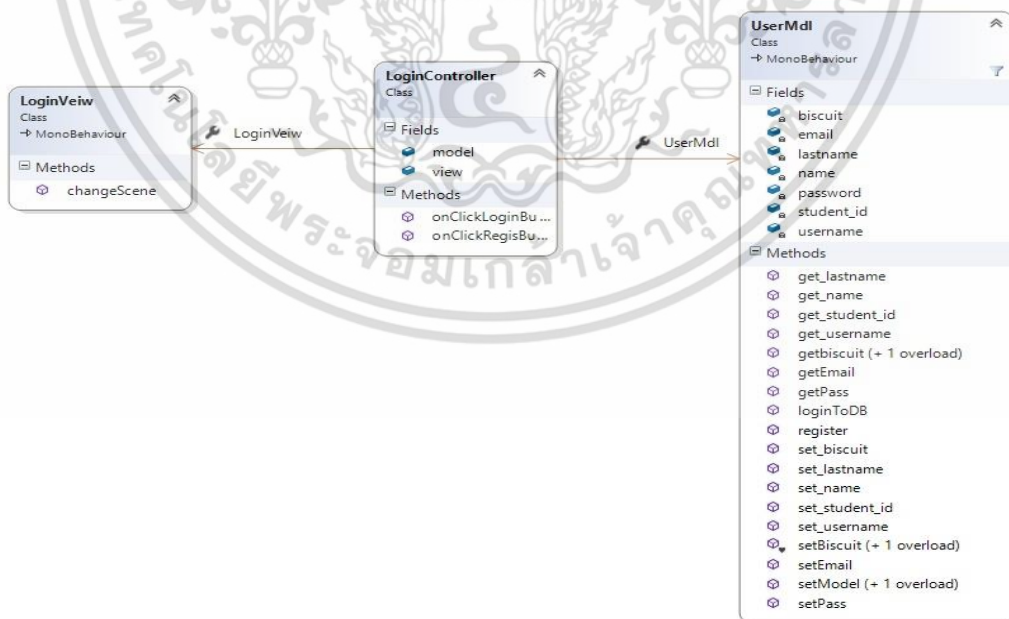 LoginVeiw
Class
MonoBehaviour
Methods
changeScene
LoginVeiw
LoginController
Class
Fields
model
view
Methods
onClickLoginBu ...
onClickRegisBu...
UserMdl
UserMdl
Class
MonoBehaviour
Fields
biscuit
email
lastname
name
password
student_id
username
Methods
get_lastname
get_name
get_student_id
get_username
getbiscuit (+ 1 overload)
getEmail
getPass
loginToDB
register
set_biscuit
set_lastname
set_name
set_student_id
set_username
setBiscuit (+ 1 overload)
setEmail
setModel (+ 1 overload)
setPass